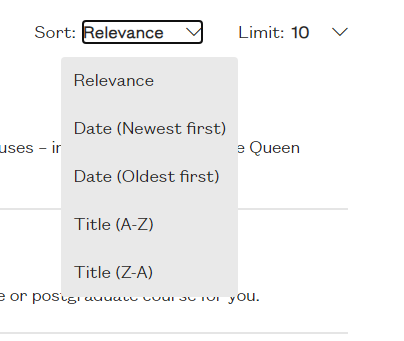 Sort: Relevance Limit: 10
Relevance
Date (Newest first)
uses – in e Queen
Date (Oldest first)
Title (A-Z)
Title (Z-A)
e or postgraduate course for you.